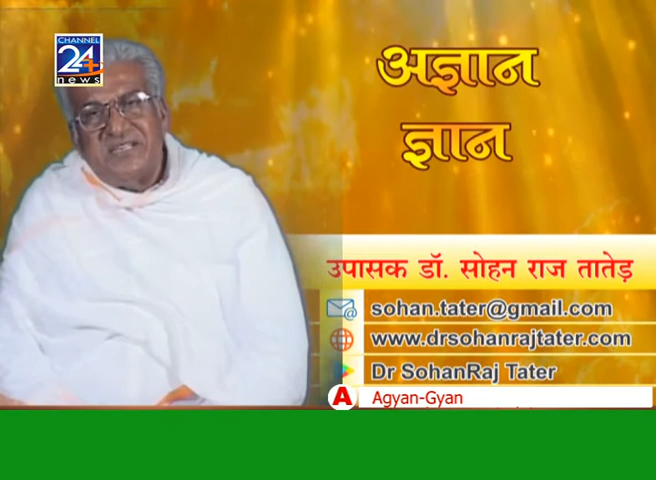 CHANNEL
24+
news
अज्ञान
ज्ञान
उपासक डॉ. सोहन राज तातेड़
sohan.tater@gmail.com
www.drsohanrajtater.com
Dr SohanRaj Tater
A Agyan-Gyan